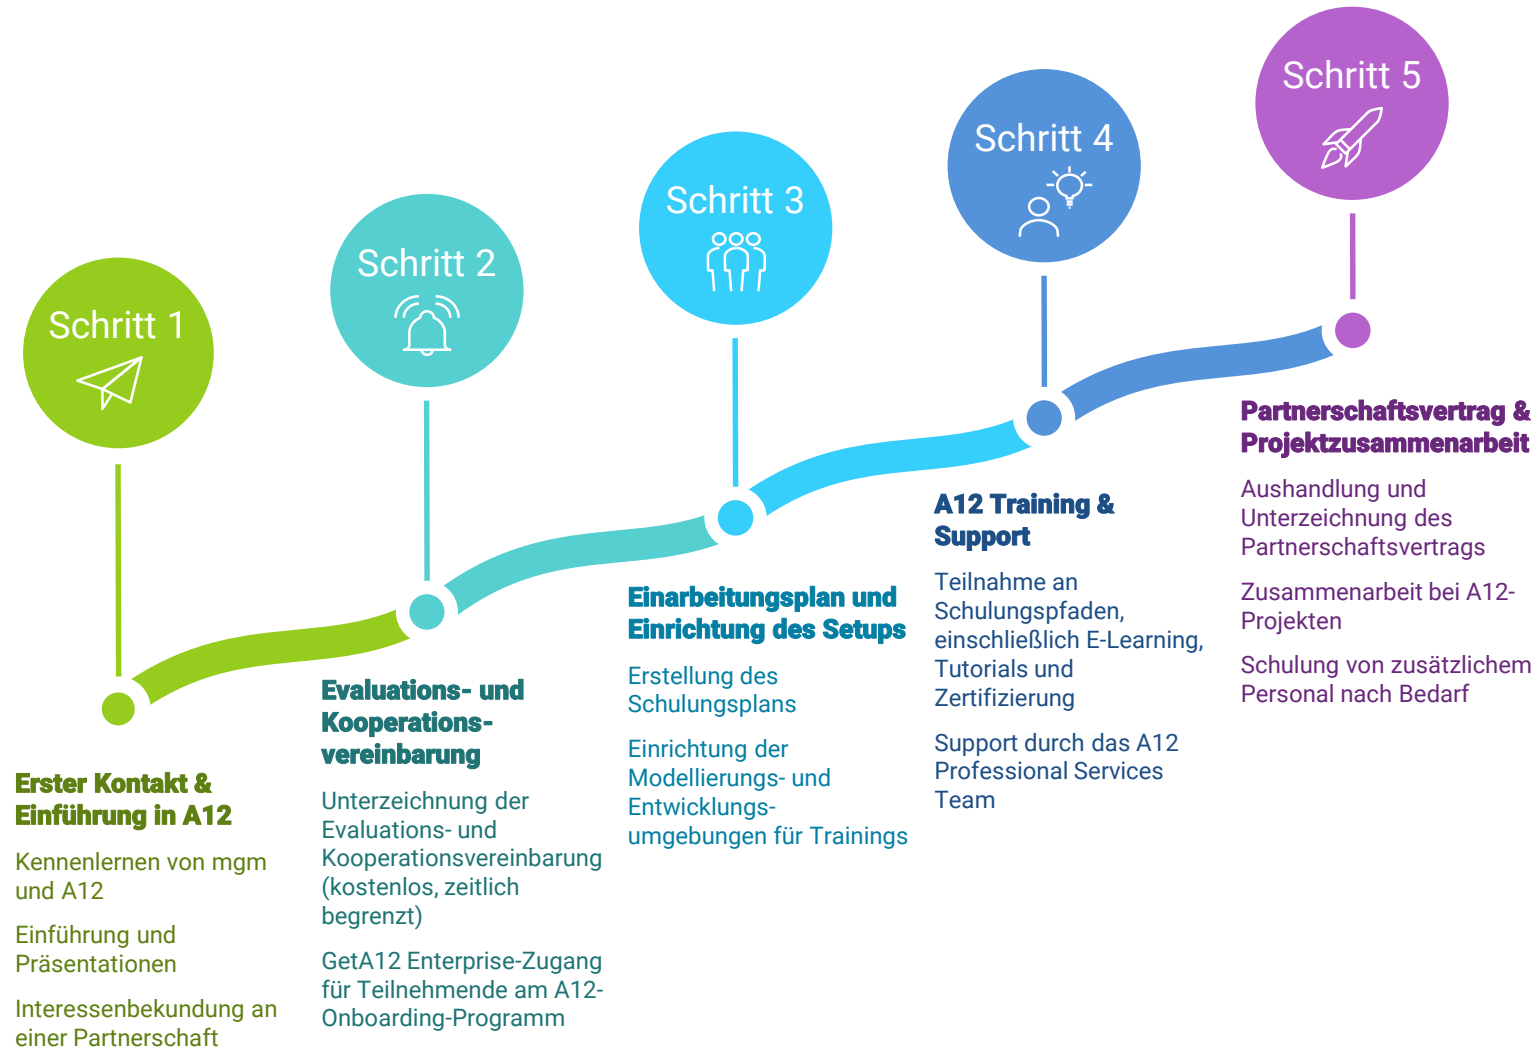 Schritt 1
Erster Kontakt &
Einführung in A12
Kennenlernen von mgm
und A12
Einführung und
Präsentationen
Interessenbekundung an
einer Partnerschaft
Schritt 2
Evaluations- und
Kooperations-
vereinbarung
Unterzeichnung der
Evaluations- und
Kooperationsvereinbarung
(kostenlos, zeitlich
begrenzt)
GetA12 Enterprise-Zugang
für Teilnehmende am A12-
Onboarding-Programm
Schritt 3
Einarbeitungsplan und
Einrichtung des Setups
Erstellung des
Schulungsplans
Einrichtung der
Modellierungs- und
Entwicklungs-
umgebungen für Trainings
Schritt 4
A12 Training &
Support
Teilnahme an
Schulungspfaden,
einschließlich E-Learning,
Tutorials und
Zertifizierung
Support durch das A12
Professional Services
Team
Schritt 5
Partnerschaftsvertrag &
Projektzusammenarbeit
Aushandlung und
Unterzeichnung des
Partnerschaftsvertrags
Zusammenarbeit bei A12-
Projekten
Schulung von zusätzlichem
Personal nach Bedarf